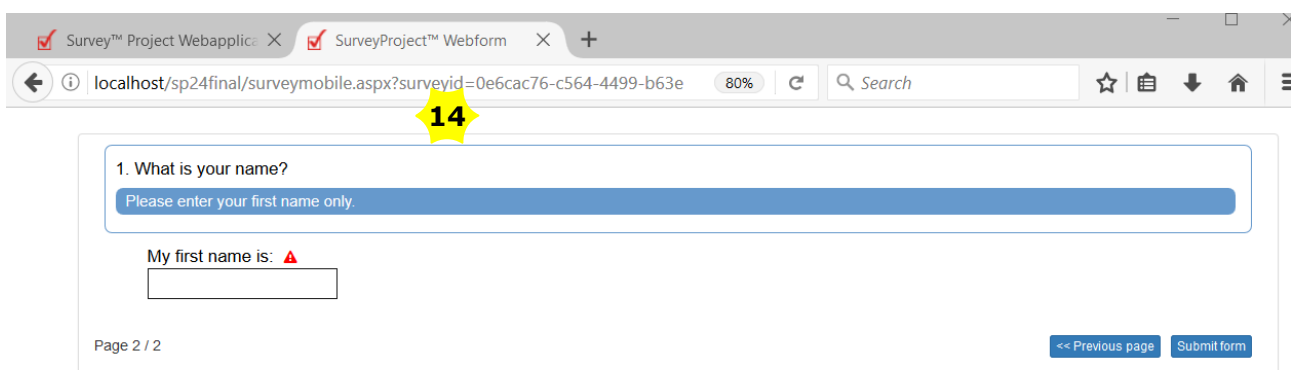 Survey™ Project Webapplica
SurveyProject™ Webform
localhost/sp24final/surveymobile.aspx?surveyid=0e6cac76-c564-4499-b63e
80%
Search
14
1. What is your name?
Please enter your first name only.
My first name is:
Page 2 / 2
<< Previous page
Submit form